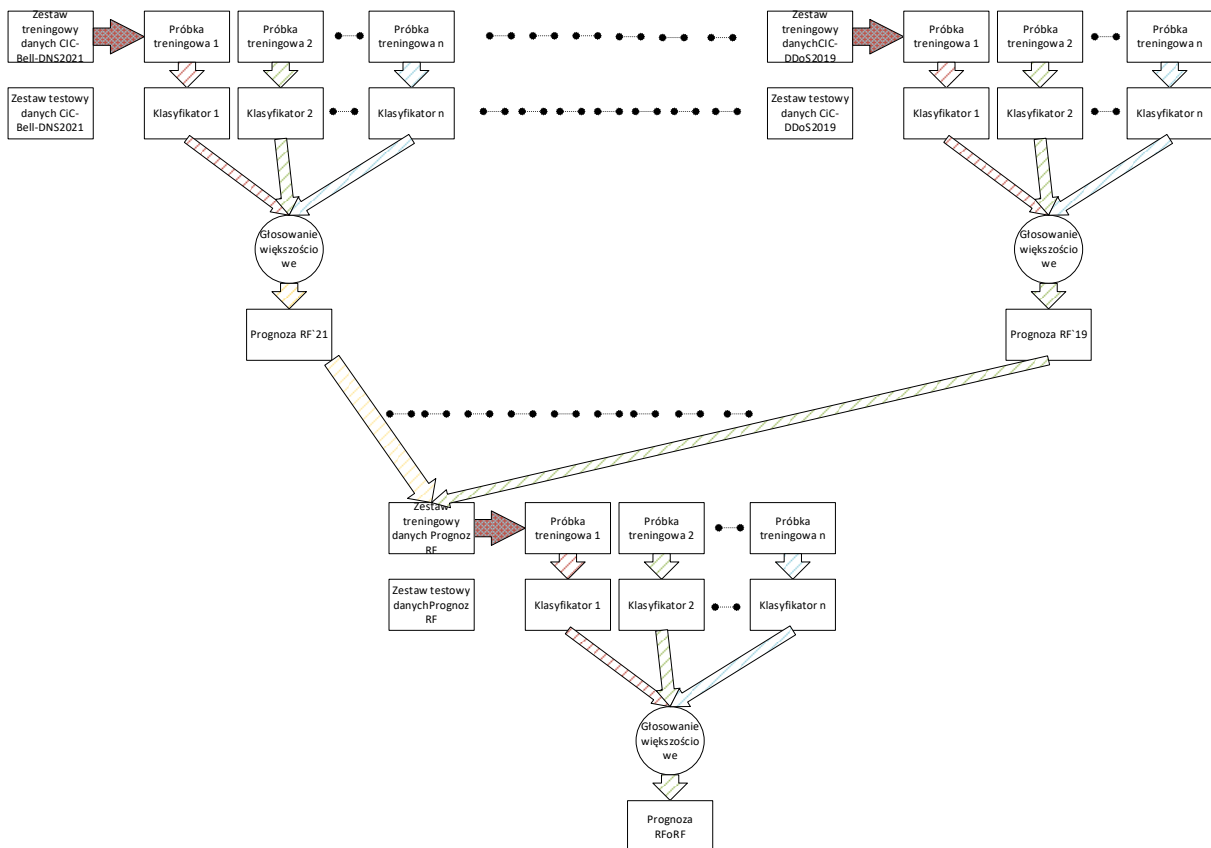 Zestaw
treningowy
danych CIC-
Bell-DNS2021
Próbka
treningowa 1
Próbka
treningowa 2
Próbka
treningowa n
Zestaw
treningowy
danychCIC-
DDoS2019
Próbka
treningowa 1
Próbka
treningowa 2
Próbka
treningowa n
Zestaw testowy
danych CiC-
Bell-DNS2021
Klasyfikator 1
Klasyfikator 2
Klasyfikator n
Zestaw testowy
danych CiC-
DDoS2019
Klasyfikator 1
Klasyfikator 2
Klasyfikator n
Głosowanie
większościo
we
Głosowanie
większościo
we
Prognoza RF`21
Prognoza RF`19
Zestaw
treningowy
danych Prognoz
RF
Próbka
treningowa 1
Próbka
treningowa 2
Próbka
treningowa n
Zestaw testowy
danychPrognoz
RF
Klasyfikator 1
Klasyfikator 2
Klasyfikator n
Głosowanie
większościo
we
Prognoza
RFoRF